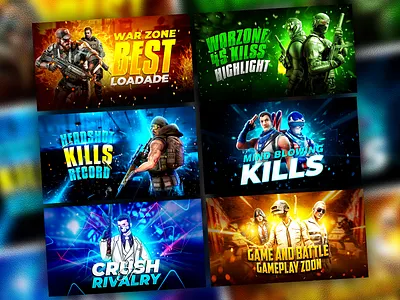 WAR ZONE
BEST
LOADADE
WARZONE
45 KILSS
HIGHLIGHT
HEADSHOT
KILLS
RECORD
MIND BLOWING
KILLS
CRUSH
RIVALRY
GAME AND BATTLE
GAMEPLAY ZOON